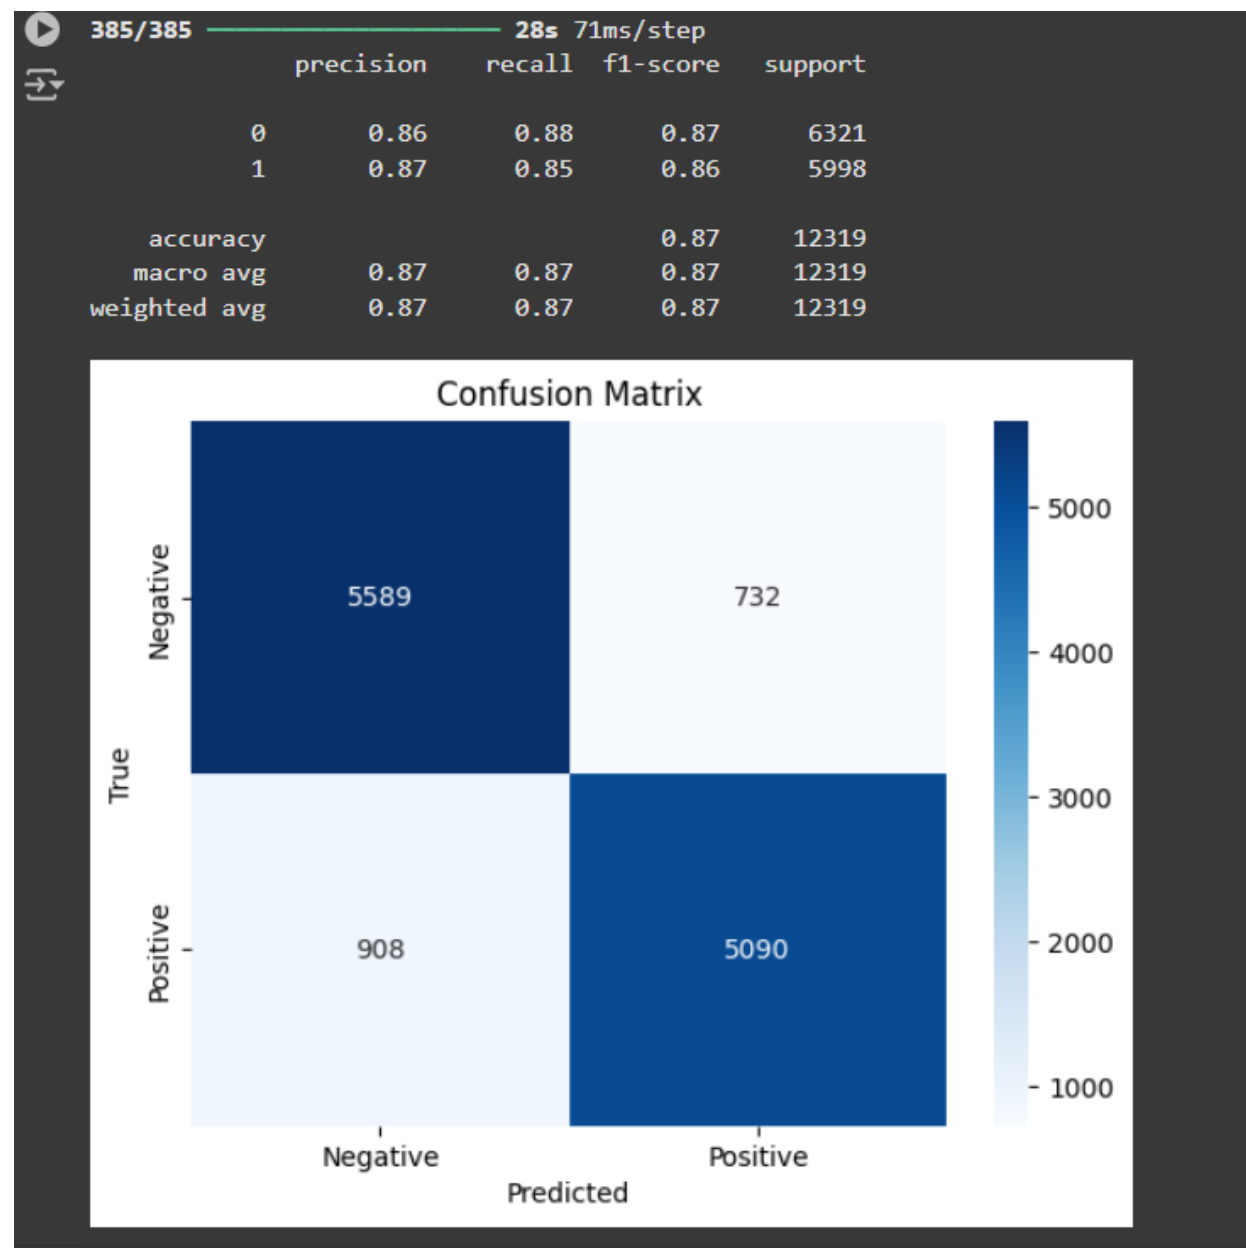 385/385 ━━━━━━━━━━━━━━━━━━━━ 28s 71ms/step
precision recall f1-score support
0 0.86 0.88 0.87 6321
1 0.87 0.85 0.86 5998
accuracy 0.87 12319
macro avg 0.87 0.87 0.87 12319
weighted avg 0.87 0.87 0.87 12319
Confusion Matrix
5000
4000
3000
2000
1000
True
Negative
5589 732
Positive
908 5090
Negative Positive
Predicted